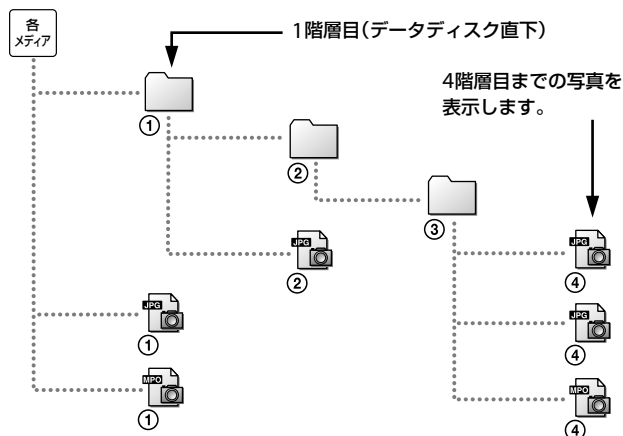 各
メディア
1階層目（データディスク直下）
4階層目までの写真を
表示します。
①
②
③
JPG
②
JPG
④
JPG
①
JPG
④
MPO
①
MPO
④